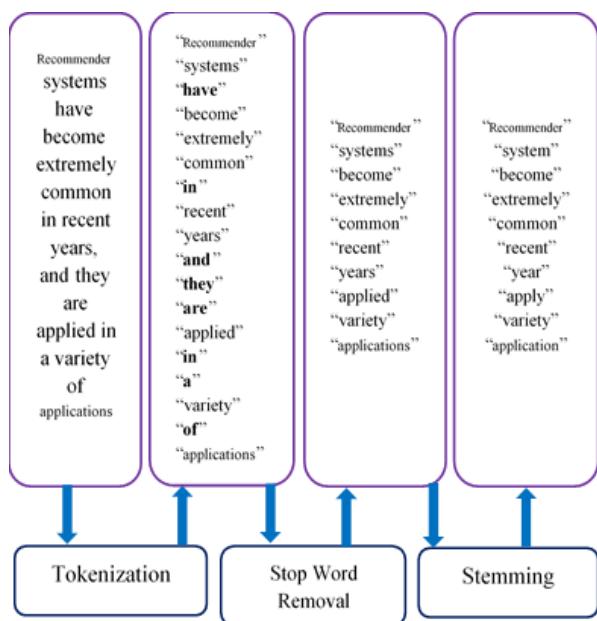 Recommender
systems
have
become
extremely
common
in recent
years,
and they
are
applied in
a variety
of
applications
“Recommender”
“systems”
“have”
“become”
“extremely”
“common”
“in”
“recent”
“years”
“and”
“they”
“are”
“applied”
“in”
“a”
“variety”
“of”
“applications”
“Recommender”
“systems”
“become”
“extremely”
“common”
“recent”
“years”
“applied”
“variety”
“applications”
“Recommender”
“system”
“become”
“extremely”
“common”
“recent”
“year”
“apply”
“variety”
“application”
Tokenization
Stop Word
Removal
Stemming